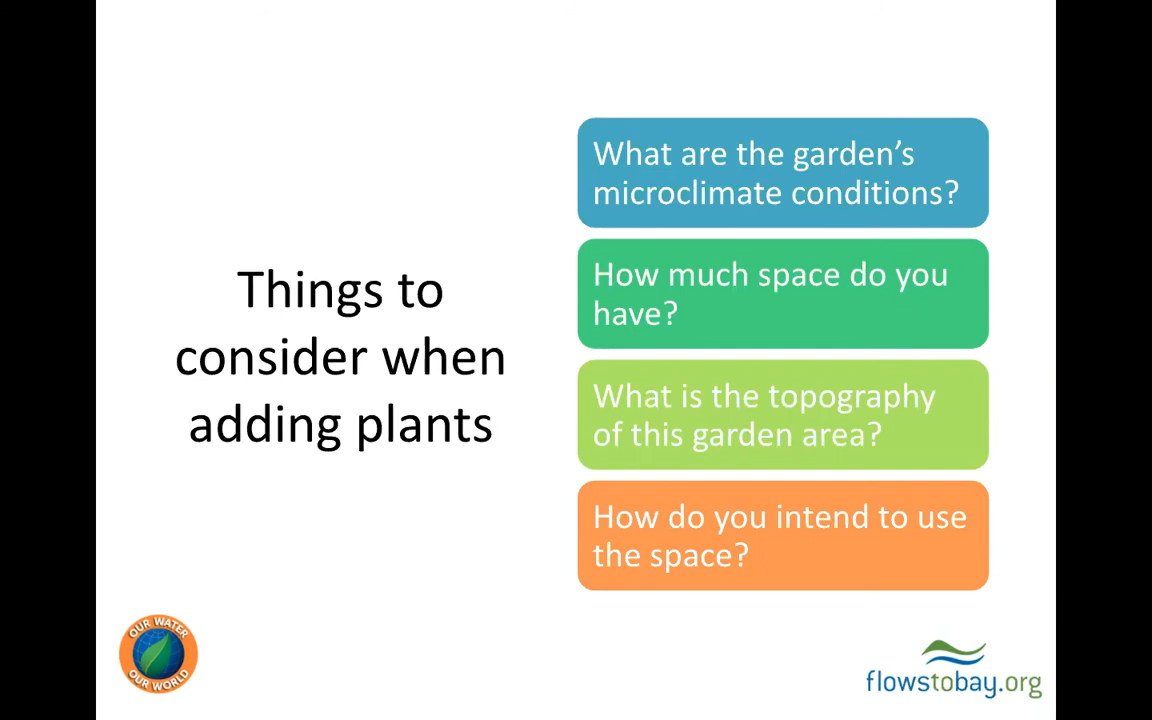 Things to
consider when
adding plants
What are the garden’s
microclimate conditions?
How much space do you
have?
What is the topography
of this garden area?
How do you intend to use
the space?
OUR WATER
OUR WORLD
flowstobay.org